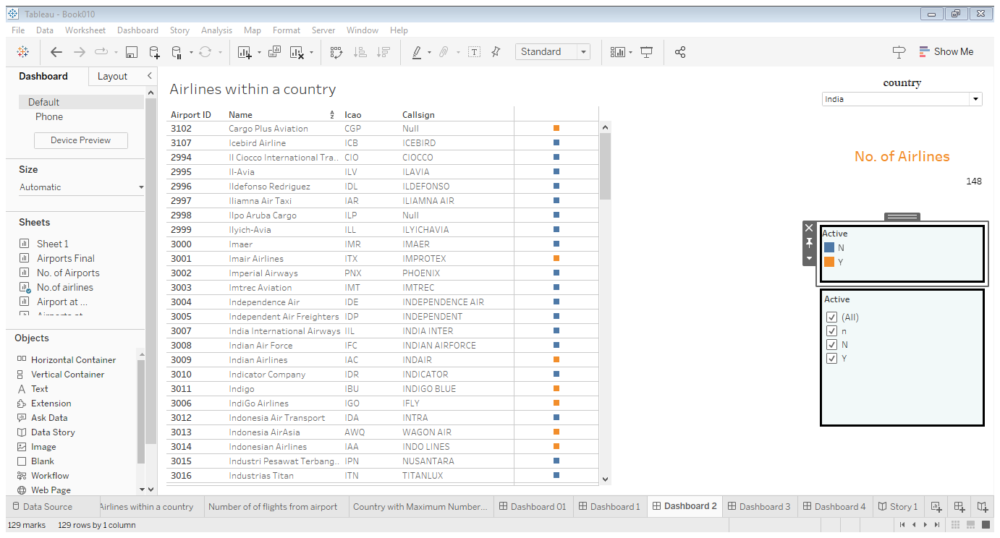 Tableau - Book010
File Data Worksheet Dashboard Story Analysis Map Format Server Window Help
Standard
Show Me
Dashboard Layout
Default
Phone
Device Preview
Size
Automatic
Sheets
Sheet 1
Airports Final
No. of Airports
No.of airlines
Airport at ...
Airports at
Objects
Horizontal Container
Vertical Container
Text
Extension
Ask Data
Data Story
Image
Blank
Workflow
Web Page
Airlines within a country
Airport ID Name Icao Callsign
3102 Cargo Plus Aviation CGP Null
3107 Icebird Airline ICB ICEBIRD
2994 Il Ciocco International Tra.. CIO CIOCCO
2995 Il-Avia ILV ILAVIA
2996 Ildefonso Redriguez IDL ILDEFONSO
2997 Iliamna Air Taxi IAR ILIAMNA AIR
2998 Ilpo Aruba Cargo ILP Null
2999 Ilyich-Avia ILL ILYICHAVIA
3000 Imaer IMR IMAER
3001 Imair Airlines ITX IMPROTEX
3002 Imperial Airways PNX PHOENIX
3003 Imtrec Aviation IMT IMTREC
3004 Independence Air IDE INDEPENDENCE AIR
3005 Independent Air Freighters IDP INDEPENDENT
3007 India International Airways IIL INDIA INTER
3008 Indian Air Force IFC INDIAN AIRFORCE
3009 Indian Airlines IAC INDAIR
3010 Indicator Company IDR INDICATOR
3011 Indigo IBU INDIGO BLUE
3006 IndiGo Airlines IGO IFLY
3012 Indonesia Air Transport IDA INTRA
3013 Indonesia AirAsia AWQ WAGON AIR
3014 Indonesian Airlines IAA INDO LINES
3015 Industri Pesawat Terbang.. IPN NUSANTARA
3016 Industrias Titan ITN TITANLUX
country
India
No. of Airlines
148
Active
N
Y
Active
(All)
n
N
Y
Data Source Airlines within a country Number of of flights from airport Country with Maximum Number... Dashboard 01 Dashboard 1 Dashboard 2 Dashboard 3 Dashboard 4 Story 1
129 marks 129 rows by 1 column